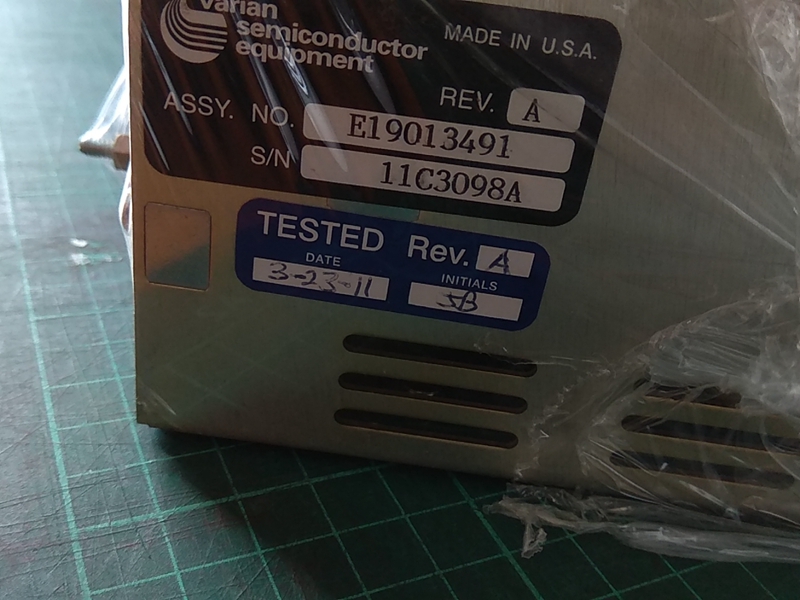 varian
semiconductor
equipment
MADE IN U.S.A.
REV. A
ASSY. NO. E19013491
S/N 11C3098A
TESTED Rev. A
DATE INITIALS
3-23-11 JB